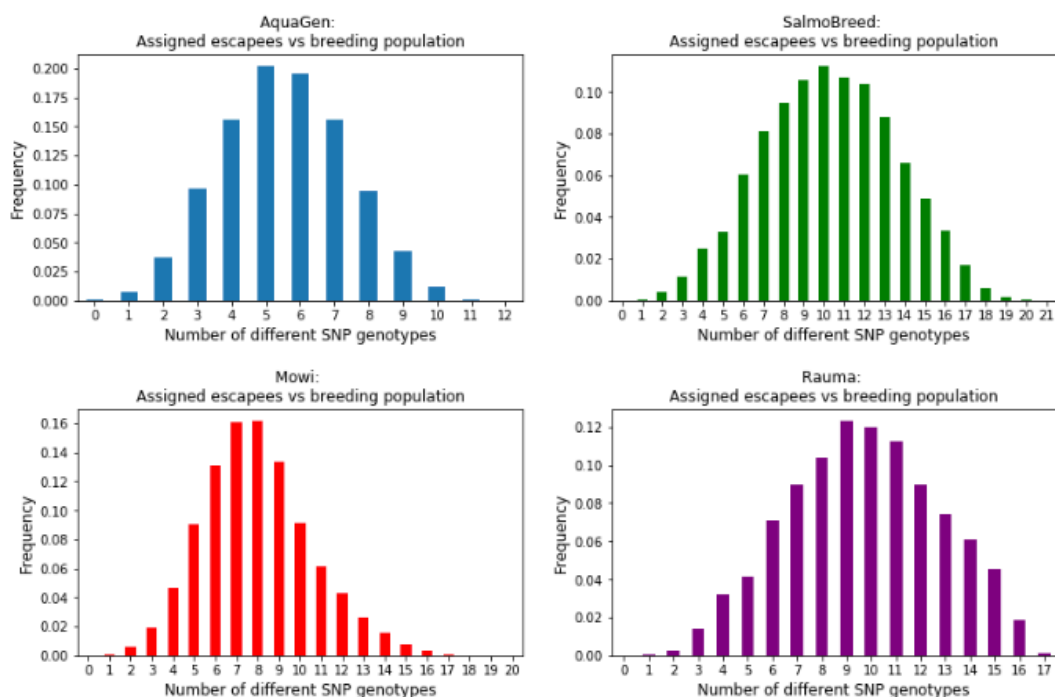 AquaGen:
Assigned escapees vs breeding population
0.200
0.175
0.150
0.125
0.100
0.075
0.050
0.025
0.000
Frequency
0 1 2 3 4 5 6 7 8 9 10 11 12
Number of different SNP genotypes
SalmoBreed:
Assigned escapees vs breeding population
0.10
0.08
0.06
0.04
0.02
0.00
Frequency
0 1 2 3 4 5 6 7 8 9 10 11 12 13 14 15 16 17 18 19 20 21
Number of different SNP genotypes
Mowi:
Assigned escapees vs breeding population
0.16
0.14
0.12
0.10
0.08
0.06
0.04
0.02
0.00
Frequency
0 1 2 3 4 5 6 7 8 9 10 11 12 13 14 15 16 17 18 19 20
Number of different SNP genotypes
Rauma:
Assigned escapees vs breeding population
0.12
0.10
0.08
0.06
0.04
0.02
0.00
Frequency
0 1 2 3 4 5 6 7 8 9 10 11 12 13 14 15 16 17
Number of different SNP genotypes